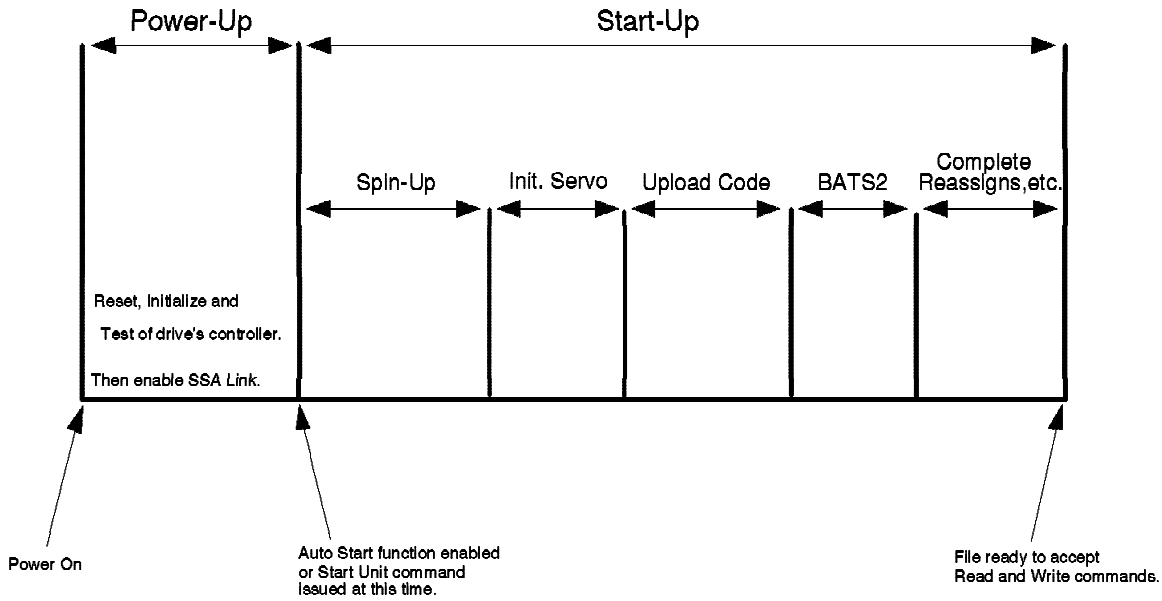 Power-Up
Start-Up
Spin-Up
Init. Servo
Upload Code
BATS2
Complete
Reassigns,etc.
Reset, Initialize and
Test of drive's controller.
Then enable SSA Link.
Power On
Auto Start function enabled
or Start Unit command
issued at this time.
File ready to accept
Read and Write commands.